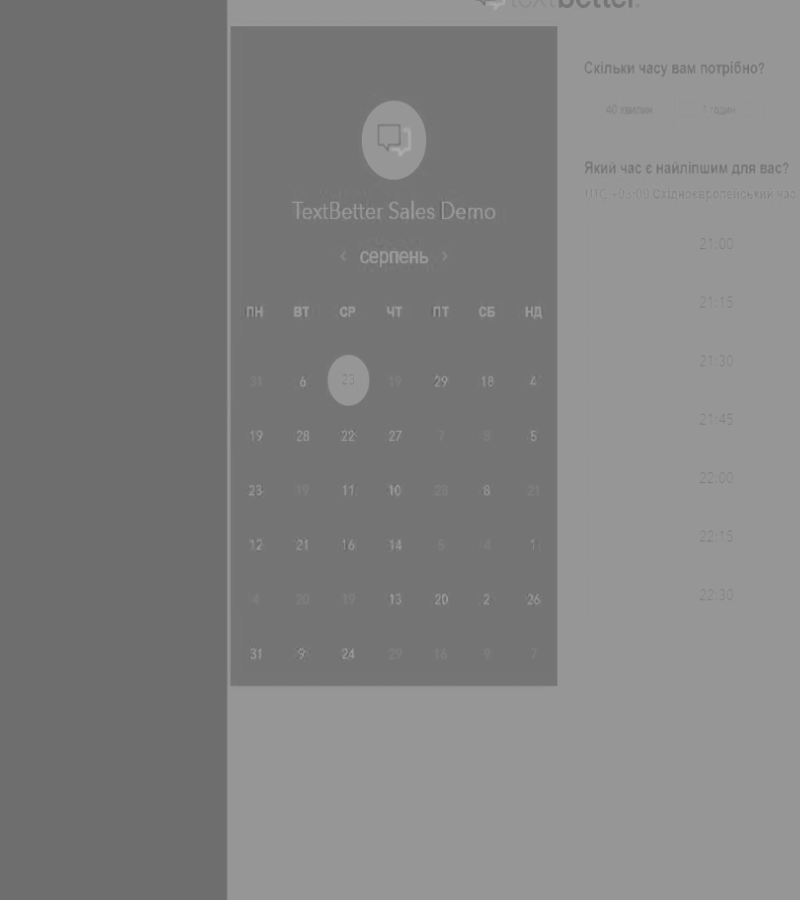 textbetter.
TextBetter Sales Demo
‹ серпень ›
ПН ВТ СР ЧТ ПТ СБ НД
31 6 23 19 29 18 4
19 28 22 27 7 8 5
23 19 11 10 28 8 21
12 21 16 14 5 4 1
4 20 19 13 20 2 26
31 9 24 29 16 9 7
Скільки часу вам потрібно?
40 хвилин 1 годин
Який час є найліпшим для вас?
UTC +03:00 Східноєвропейський час
21:00
21:15
21:30
21:45
22:00
22:15
22:30